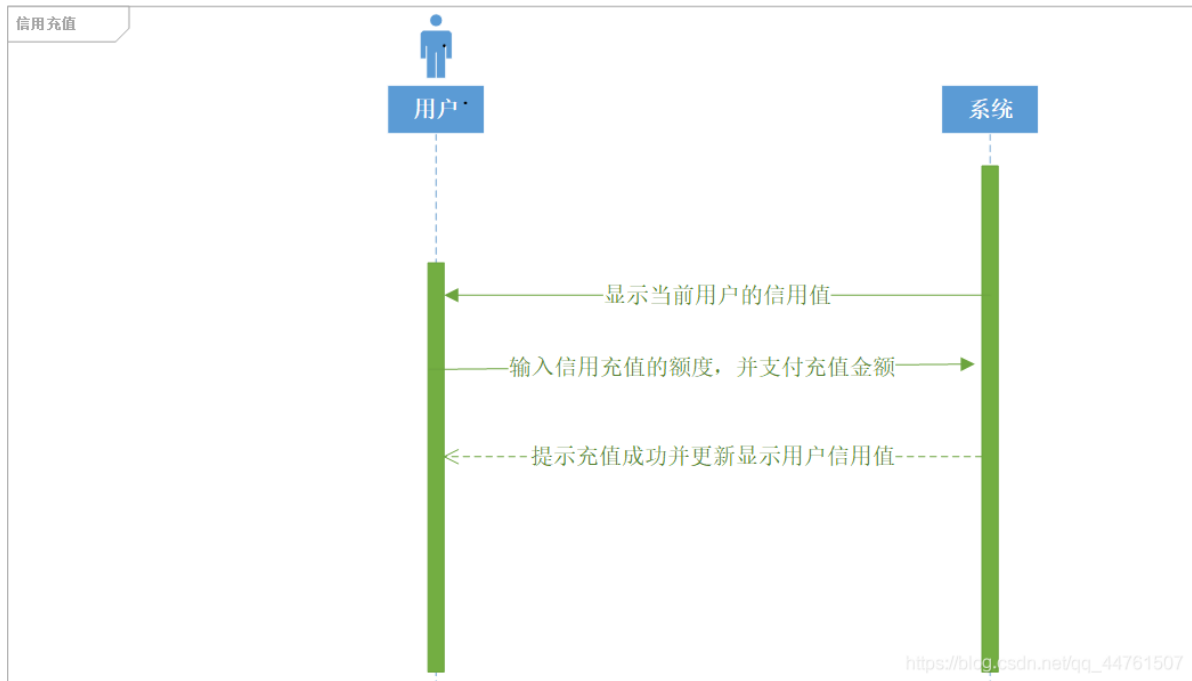 信用充值
用户
系统
显示当前用户的信用值
输入信用充值的额度，并支付充值金额
提示充值成功并更新显示用户信用值
https://blog.csdn.net/qq_44761507